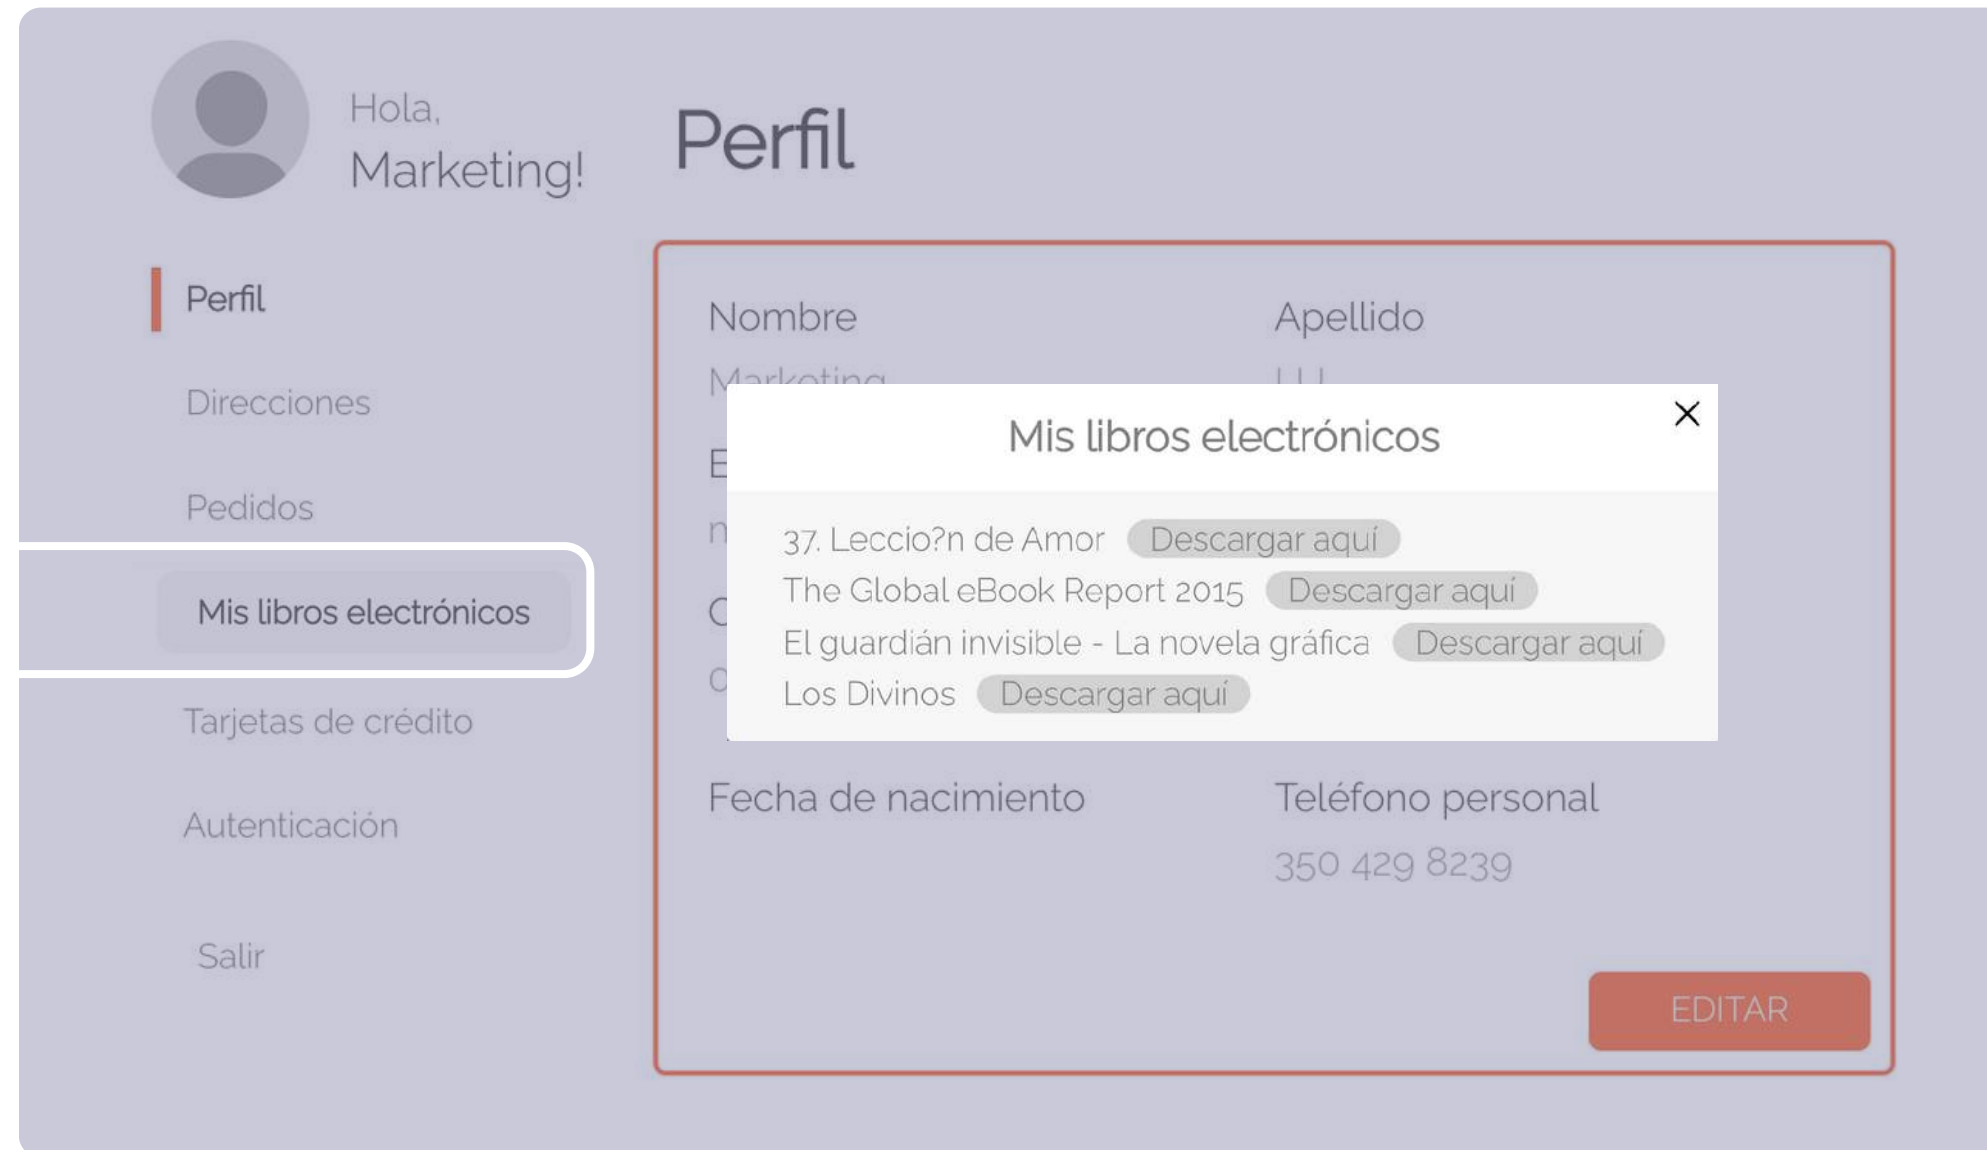 Hola,
Marketing!
Perfil
Perfil
Direcciones
Pedidos
Mis libros electrónicos
Tarjetas de crédito
Autenticación
Salir
Nombre
Apellido
Marketing
Mis libros electrónicos
37. Leccio?n de Amor Descargar aquí
The Global eBook Report 2015 Descargar aquí
El guardián invisible - La novela gráfica Descargar aquí
Los Divinos Descargar aquí
Fecha de nacimiento
Teléfono personal
350 429 8239
EDITAR